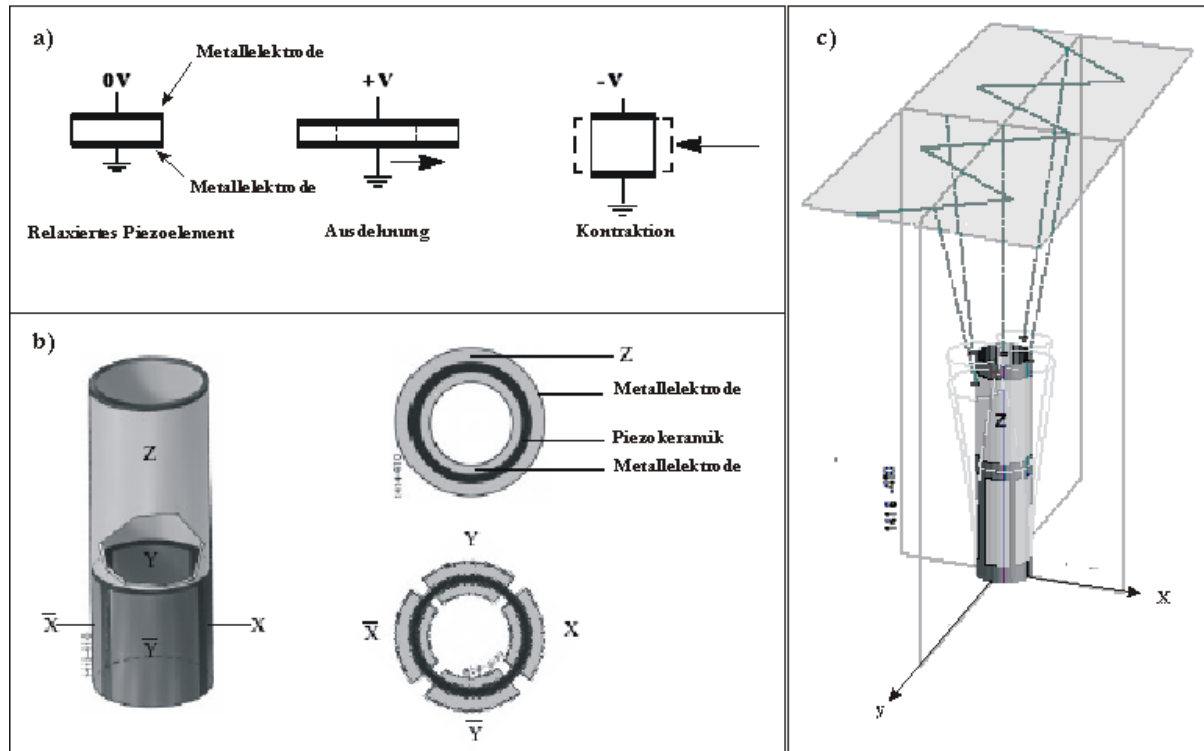 a)
Metallelektrode
0V
+V
-V
Metallelektrode
Relaxiertes Piezoelement
Ausdehnung
Kontraktion
b)
Z
Y
X̅
X
Y̅
Z
Metallelektrode
Piezokeramik
Metallelektrode
Y
X̅
X
Y̅
c)
Z
X
y